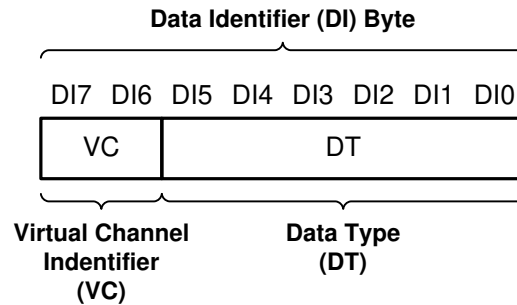 Data Identifier (DI) Byte
DI7 DI6 DI5 DI4 DI3 DI2 DI1 DI0
VC DT
Virtual Channel
Indentifier
(VC)
Data Type
(DT)